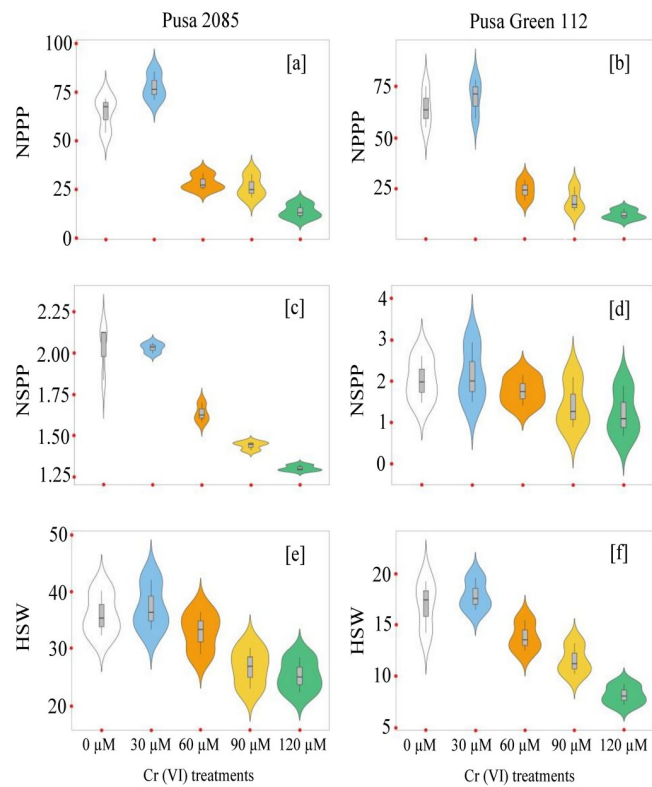 Pusa 2085
Pusa Green 112
100
75
50
25
0
NPPP
[a]
75
50
25
NPPP
[b]
2.25
2.00
1.75
1.50
1.25
NSPP
[c]
4
3
2
1
0
NSPP
[d]
50
40
30
20
HSW
[e]
20
15
10
5
HSW
[f]
0 µM 30 µM 60 µM 90 µM 120 µM
0 µM 30 µM 60 µM 90 µM 120 µM
Cr (VI) treatments
Cr (VI) treatments